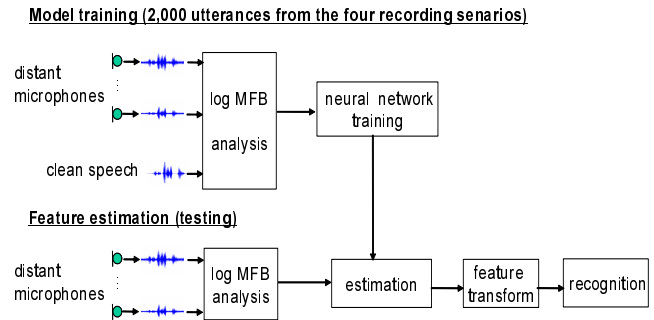 Model training (2,000 utterances from the four recording senarios)
distant
microphones
log MFB
analysis
neural network
training
clean speech
Feature estimation (testing)
distant
microphones
log MFB
analysis
estimation
feature
transform
recognition